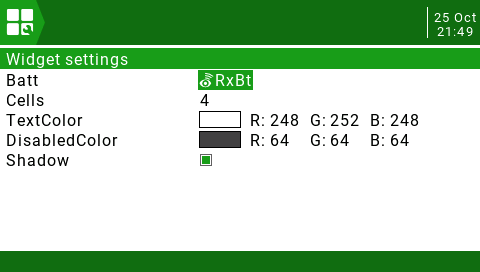 25 Oct
21:49
Widget settings
Batt RxBt
Cells 4
TextColor R: 248 G: 252 B: 248
DisabledColor R: 64 G: 64 B: 64
Shadow